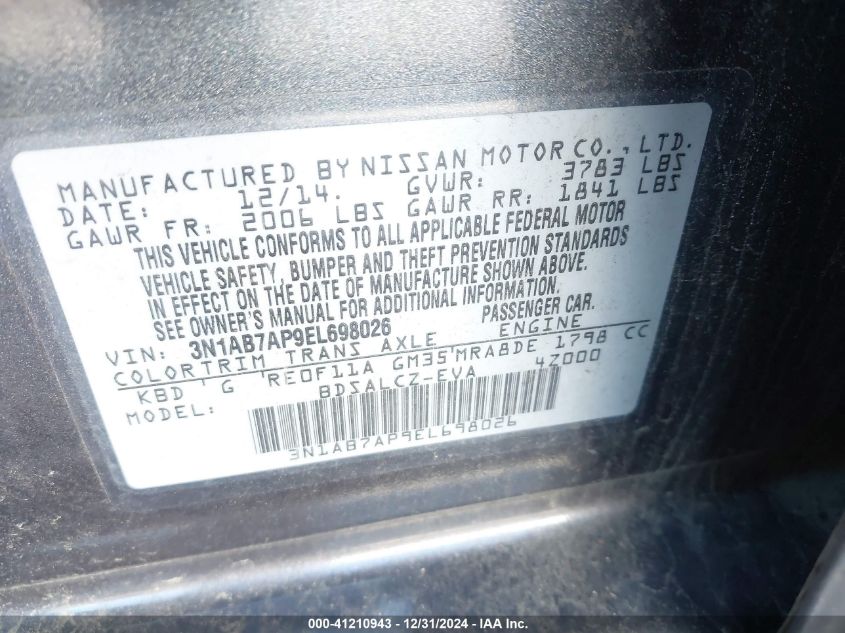 MANUFACTURED BY NISSAN MOTOR CO., LTD.
DATE: 12/14. GVWR: 3783 LBS
GAWR FR: 2006 LBS GAWR RR: 1841 LBS
THIS VEHICLE CONFORMS TO ALL APPLICABLE FEDERAL MOTOR
VEHICLE SAFETY, BUMPER AND THEFT PREVENTION STANDARDS
IN EFFECT ON THE DATE OF MANUFACTURE SHOWN ABOVE.
SEE OWNER'S MANUAL FOR ADDITIONAL INFORMATION.
VIN: 3N1AB7AP9EL698026 PASSENGER CAR.
COLOR TRIM TRANS AXLE ENGINE
KBD G RE0F11A GM35 MRA8DE 1798 CC
MODEL: BDSALCZ-EVA 4Z000
3N1AB7AP9EL698026
000-41210943 - 12/31/2024 - IAA Inc.